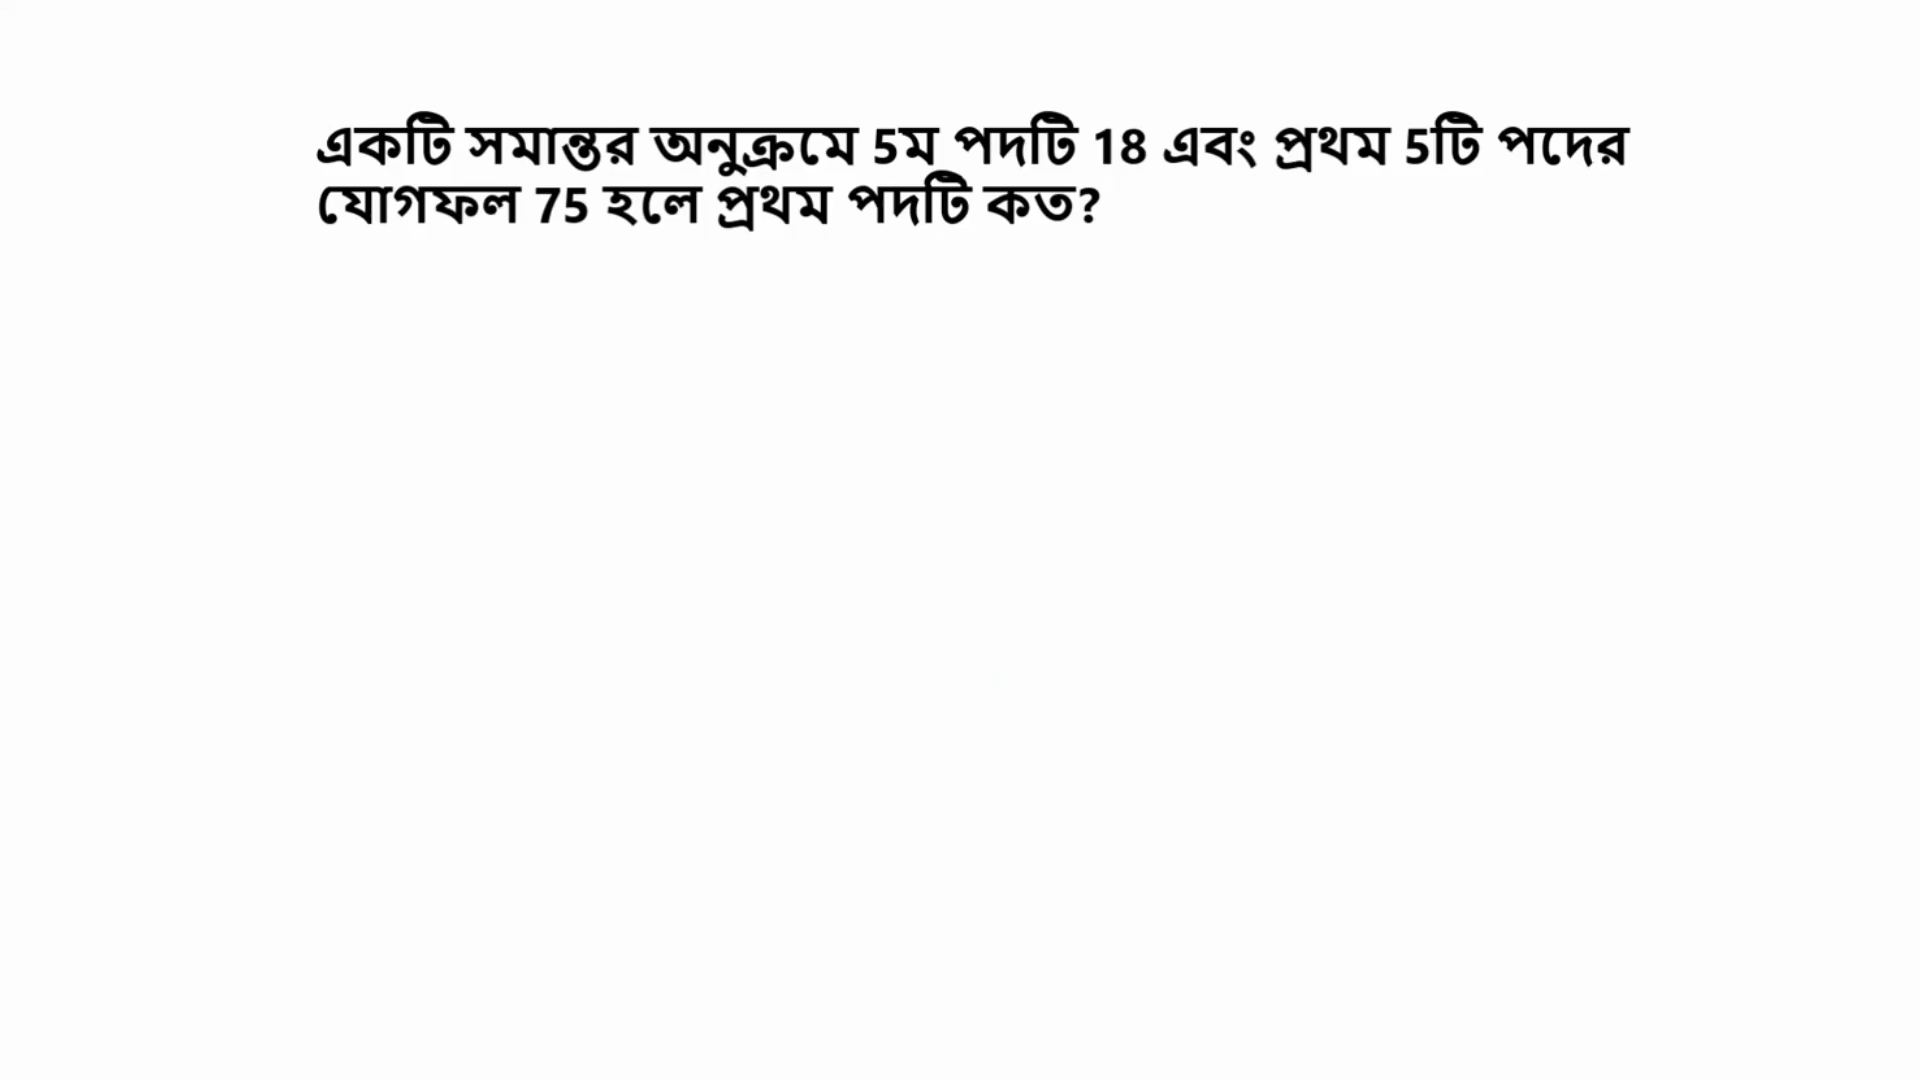 একটি সমান্তর অনুক্রমে 5ম পদটি 18 এবং প্রথম 5টি পদের
যোগফল 75 হলে প্রথম পদটি কত?